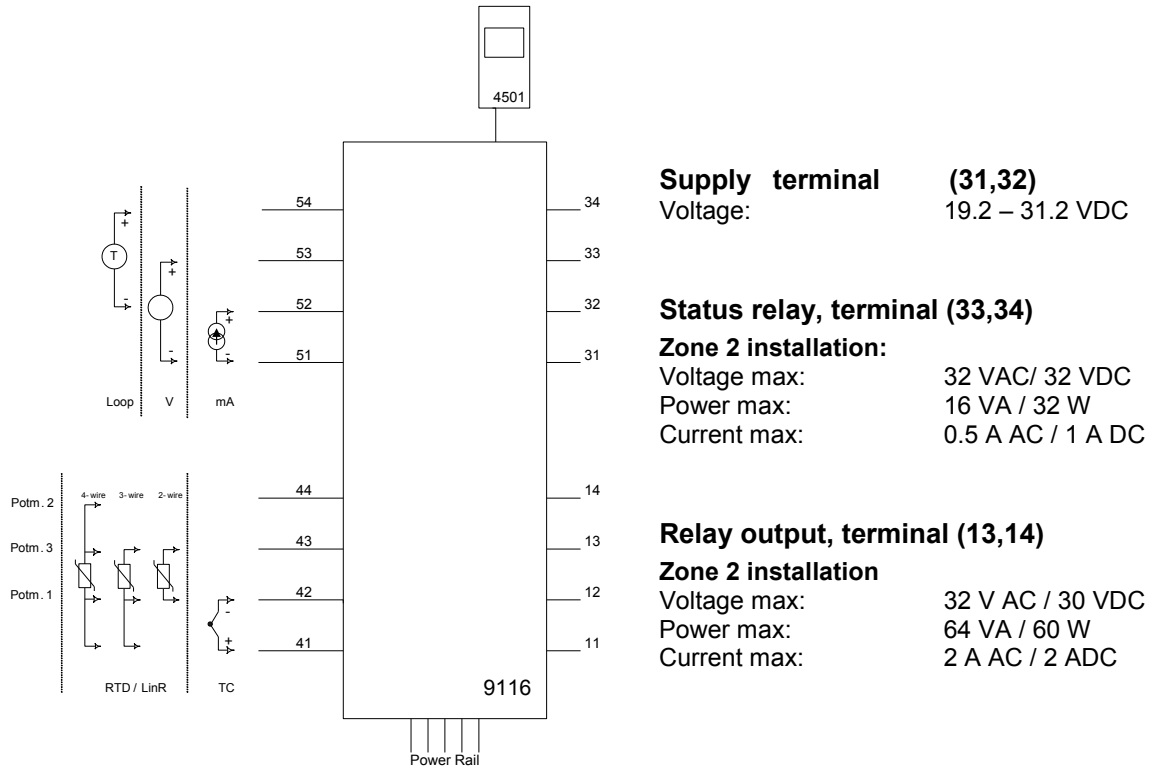 4501
54
53
52
51
34
33
32
31
T
+
-
+
-
+
-
Loop V mA
44
43
42
41
14
13
12
11
Potm. 2
Potm. 3
Potm. 1
4-wire 3-wire 2-wire
-
+
RTD / LinR TC
9116
Power Rail
Supply terminal (31,32)
Voltage: 19.2 – 31.2 VDC
Status relay, terminal (33,34)
Zone 2 installation:
Voltage max: 32 VAC/ 32 VDC
Power max: 16 VA / 32 W
Current max: 0.5 A AC / 1 A DC
Relay output, terminal (13,14)
Zone 2 installation
Voltage max: 32 V AC / 30 VDC
Power max: 64 VA / 60 W
Current max: 2 A AC / 2 ADC